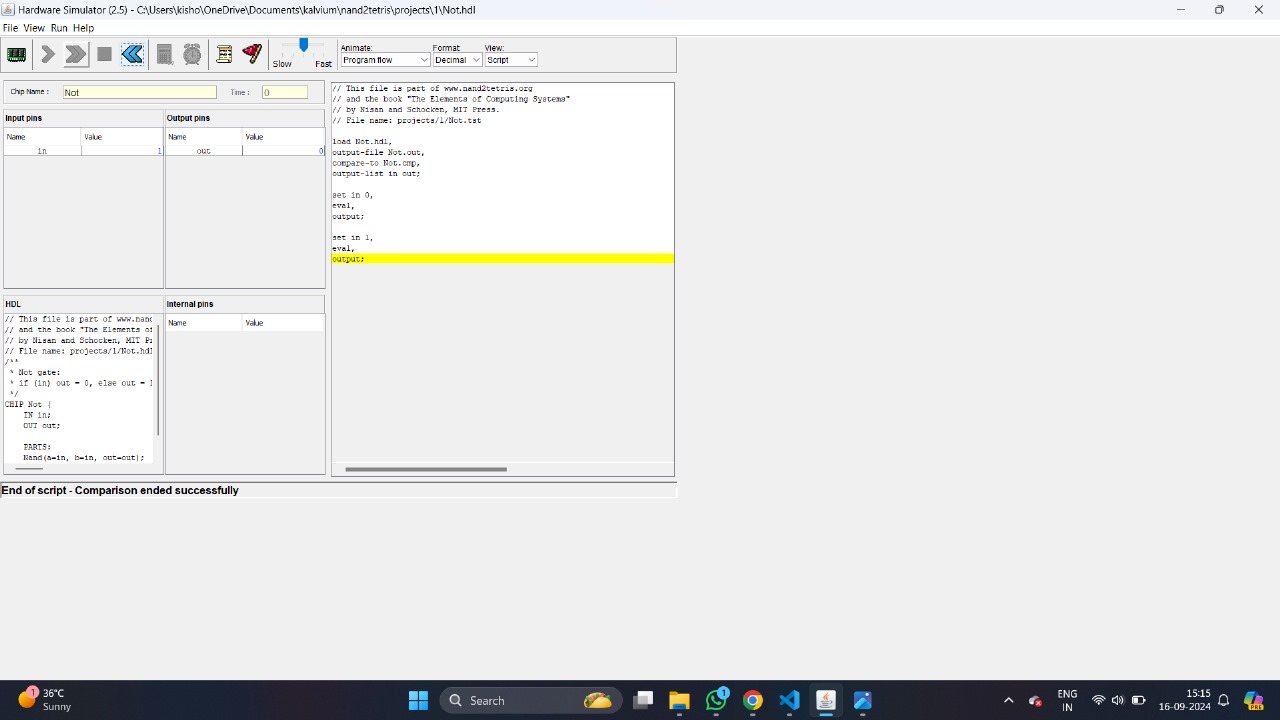 Hardware Simulator (2.5) - C:\Users\kisho\OneDrive\Documents\kalvium\nand2tetris\projects\1\Not.hdl
File View Run Help
Slow Fast
Animate: Format: View:
Program flow Decimal Script
Chip Name : Not Time : 0
Input pins Output pins
Name Value Name Value
in 1 out 0
HDL Internal pins
Name Value
// This file is part of www.nand
// and the book "The Elements of
// by Nisan and Schocken, MIT Pr
// File name: projects/1/Not.hdl
/**
* Not gate:
* if (in) out = 0, else out = 1
*/
CHIP Not {
IN in;
OUT out;
PARTS:
Nand(a=in, b=in, out=out);
// This file is part of www.nand2tetris.org
// and the book "The Elements of Computing Systems"
// by Nisan and Schocken, MIT Press.
// File name: projects/1/Not.tst
load Not.hdl,
output-file Not.out,
compare-to Not.cmp,
output-list in out;
set in 0,
eval,
output;
set in 1,
eval,
output;
End of script - Comparison ended successfully
1
36°C
Sunny
Search
1
ENG
IN
15:15
16-09-2024
PRE